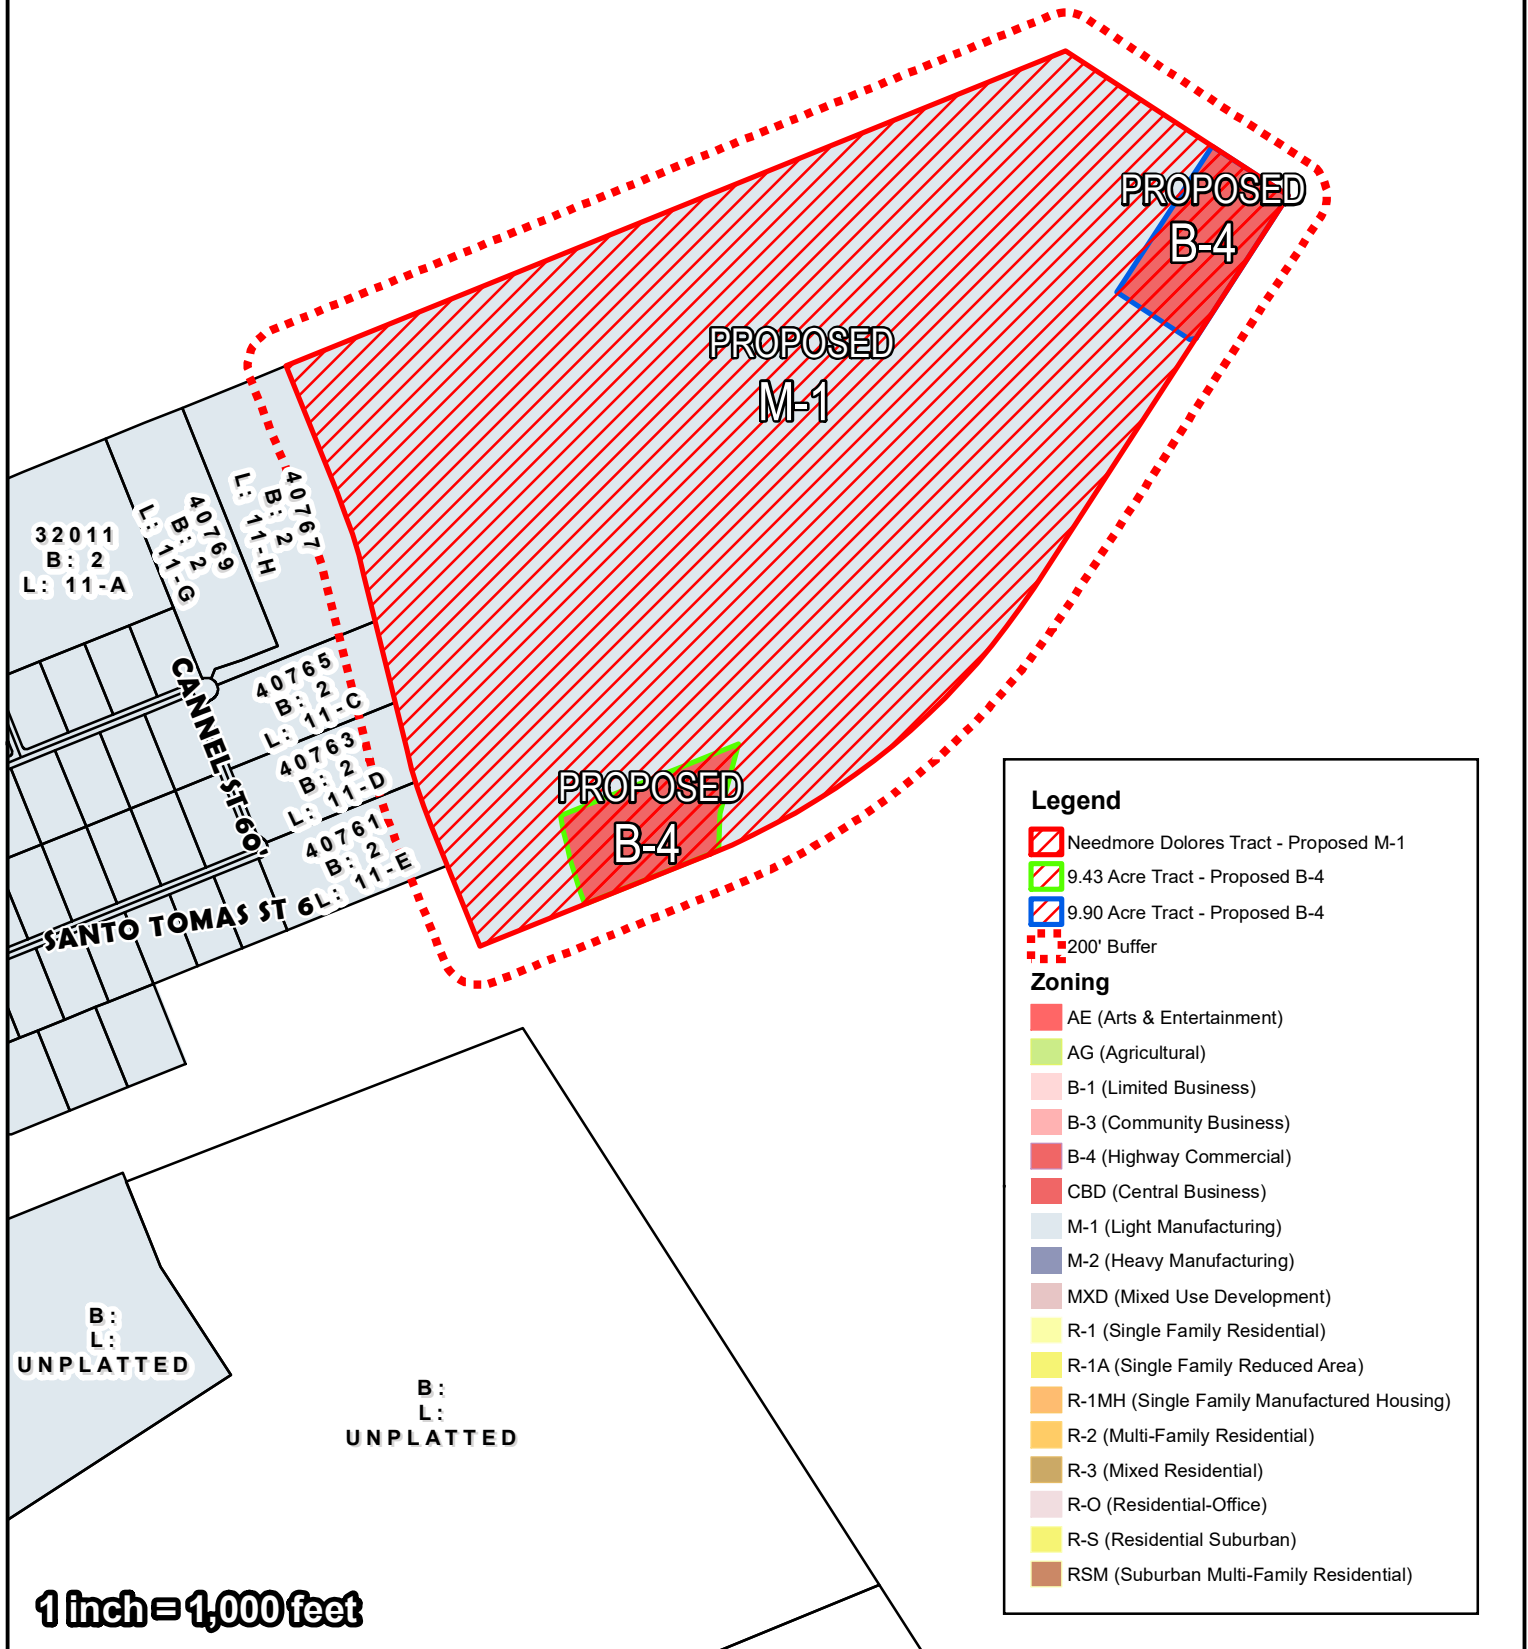 PROPOSED
B-4
PROPOSED
M-1
40767
B: 2
L: 11-H
40769
B: 2
L: 11-G
32011
B: 2
L: 11-A
40765
B: 2
L: 11-C
40763
B: 2
L: 11-D
40761
B: 2
L: 11-E
CANNEL ST 60'
SANTO TOMAS ST 6
PROPOSED
B-4
B:
L:
UNPLATTED
B:
L:
UNPLATTED
1 inch = 1,000 feet
Legend
Needmore Dolores Tract - Proposed M-1
9.43 Acre Tract - Proposed B-4
9.90 Acre Tract - Proposed B-4
200' Buffer
Zoning
AE (Arts & Entertainment)
AG (Agricultural)
B-1 (Limited Business)
B-3 (Community Business)
B-4 (Highway Commercial)
CBD (Central Business)
M-1 (Light Manufacturing)
M-2 (Heavy Manufacturing)
MXD (Mixed Use Development)
R-1 (Single Family Residential)
R-1A (Single Family Reduced Area)
R-1MH (Single Family Manufactured Housing)
R-2 (Multi-Family Residential)
R-3 (Mixed Residential)
R-O (Residential-Office)
R-S (Residential Suburban)
RSM (Suburban Multi-Family Residential)